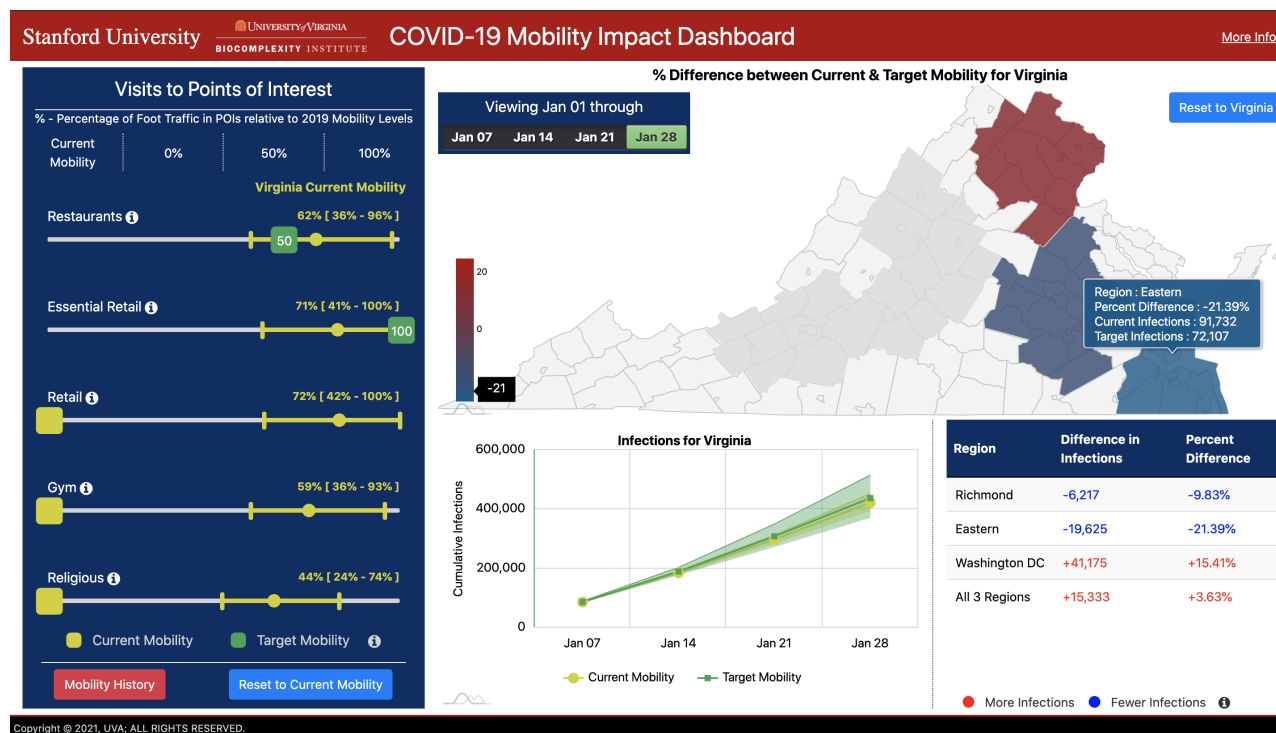 Stanford University
UNIVERSITY of VIRGINIA
BIOCOMPLEXITY INSTITUTE
COVID-19 Mobility Impact Dashboard
More Info
Visits to Points of Interest
% - Percentage of Foot Traffic in POIs relative to 2019 Mobility Levels
Current Mobility
0%
50%
100%
Virginia Current Mobility
Restaurants
62% [ 36% - 96% ]
50
Essential Retail
71% [ 41% - 100% ]
100
Retail
72% [ 42% - 100% ]
Gym
59% [ 36% - 93% ]
Religious
44% [ 24% - 74% ]
Current Mobility
Target Mobility
Mobility History
Reset to Current Mobility
% Difference between Current & Target Mobility for Virginia
Viewing Jan 01 through
Jan 07 Jan 14 Jan 21 Jan 28
Reset to Virginia
20
0
-21
Region : Eastern
Percent Difference : -21.39%
Current Infections : 91,732
Target Infections : 72,107
Infections for Virginia
Cumulative Infections
600,000
400,000
200,000
0
Jan 07 Jan 14 Jan 21 Jan 28
Current Mobility
Target Mobility
Region Difference in Infections Percent Difference
Richmond -6,217 -9.83%
Eastern -19,625 -21.39%
Washington DC +41,175 +15.41%
All 3 Regions +15,333 +3.63%
More Infections Fewer Infections
Copyright © 2021, UVA; ALL RIGHTS RESERVED.